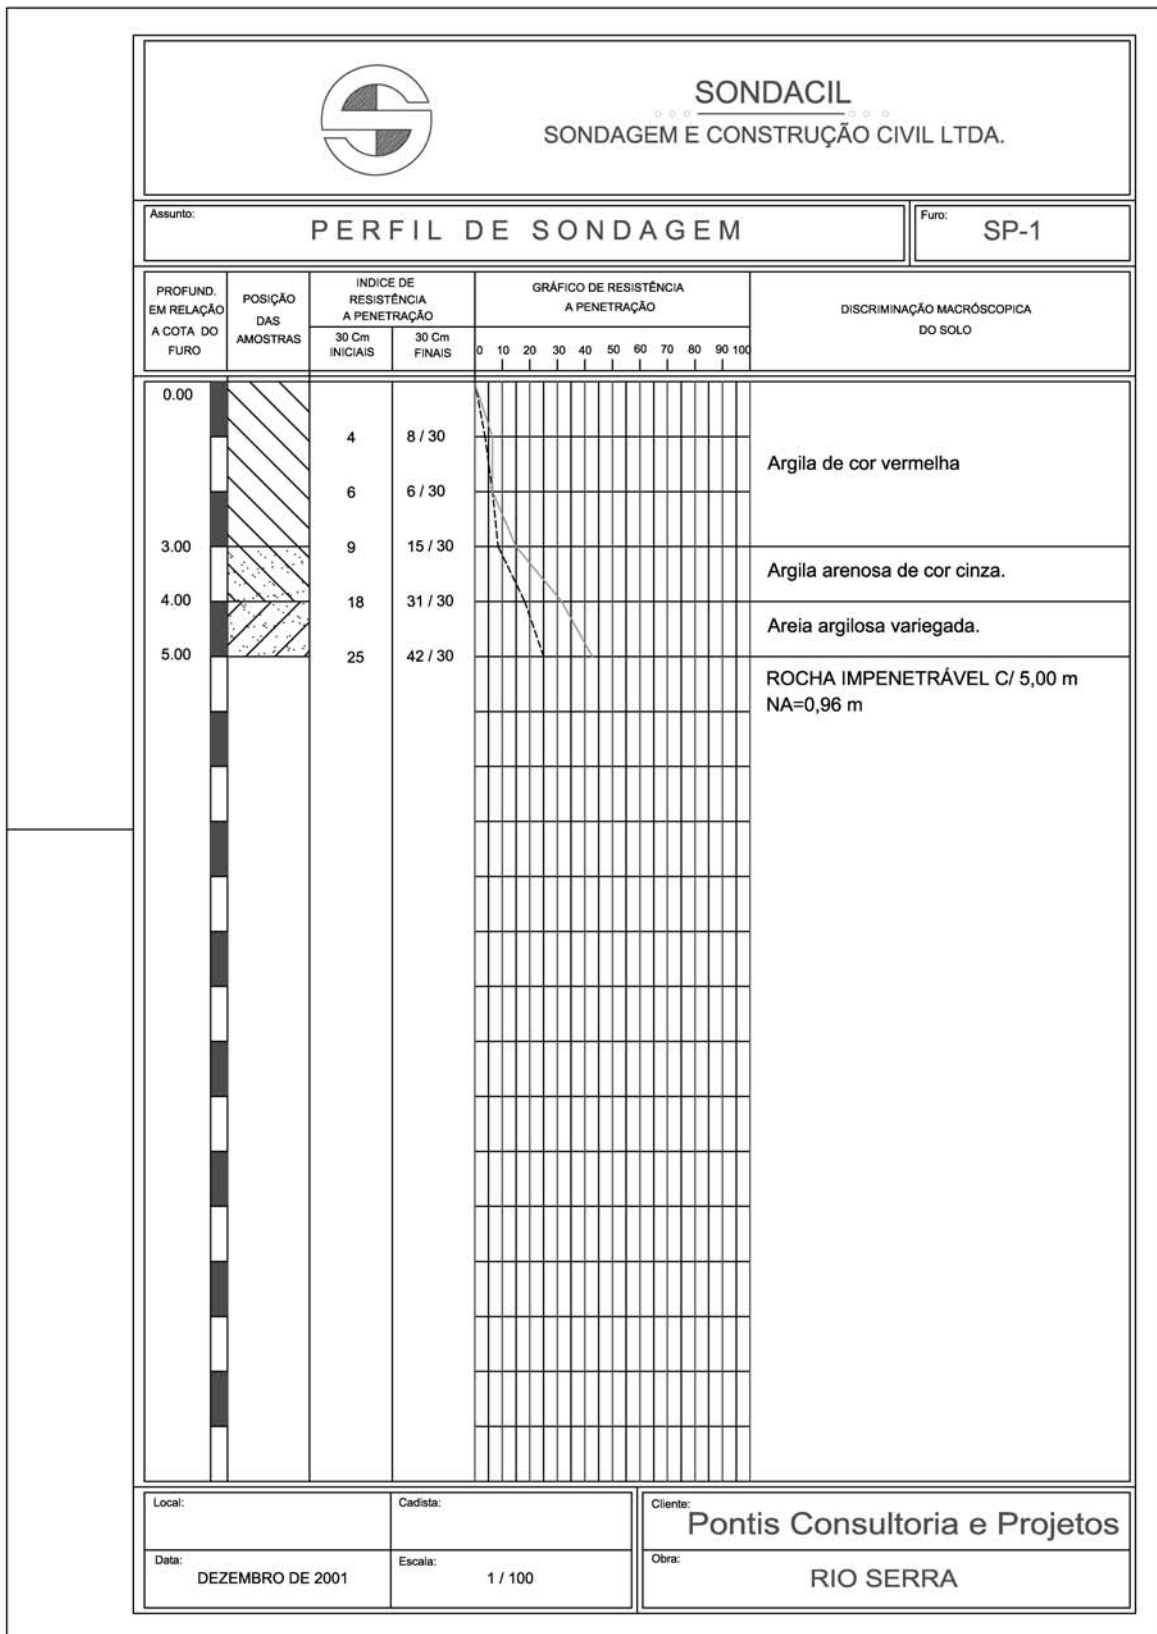 SONDACIL
SONDAGEM E CONSTRUÇÃO CIVIL LTDA.
Assunto:
PERFIL DE SONDAGEM
Furo:
SP-1
PROFUND.
EM RELAÇÃO
A COTA DO
FURO
POSIÇÃO
DAS
AMOSTRAS
INDICE DE
RESISTÊNCIA
A PENETRAÇÃO
30 Cm
INICIAIS
30 Cm
FINAIS
GRÁFICO DE RESISTÊNCIA
A PENETRAÇÃO
0 10 20 30 40 50 60 70 80 90 100
DISCRIMINAÇÃO MACRÓSCOPICA
DO SOLO
0.00
4 8 / 30
Argila de cor vermelha
6 6 / 30
3.00 9 15 / 30
Argila arenosa de cor cinza.
4.00 18 31 / 30
Areia argilosa variegada.
5.00 25 42 / 30
ROCHA IMPENETRÁVEL C/ 5,00 m
NA=0,96 m
Local:
Cadista:
Cliente:
Pontis Consultoria e Projetos
Data:
DEZEMBRO DE 2001
Escala:
1 / 100
Obra:
RIO SERRA